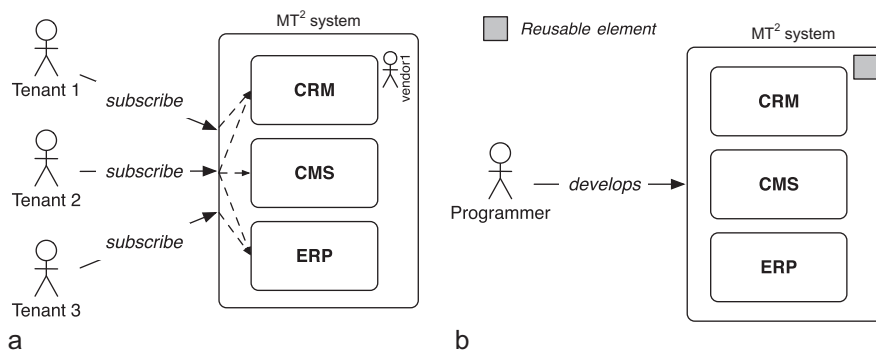 MT² system
Tenant 1
subscribe
CRM
vendor1
Tenant 2
subscribe
CMS
Tenant 3
subscribe
ERP
a
Reusable element
MT² system
CRM
Programmer
develops
CMS
ERP
b